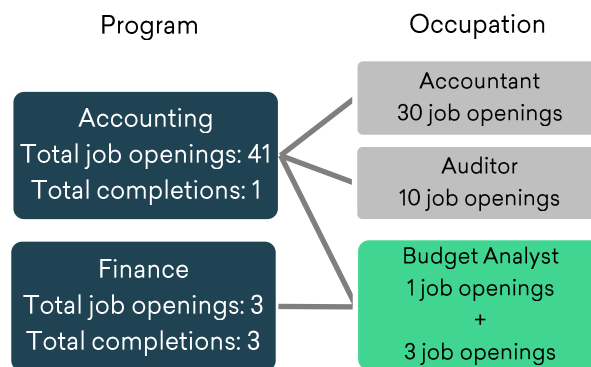 Program
Occupation
Accounting
Total job openings: 41
Total completions: 1
Finance
Total job openings: 3
Total completions: 3
Accountant
30 job openings
Auditor
10 job openings
Budget Analyst
1 job openings
+
3 job openings